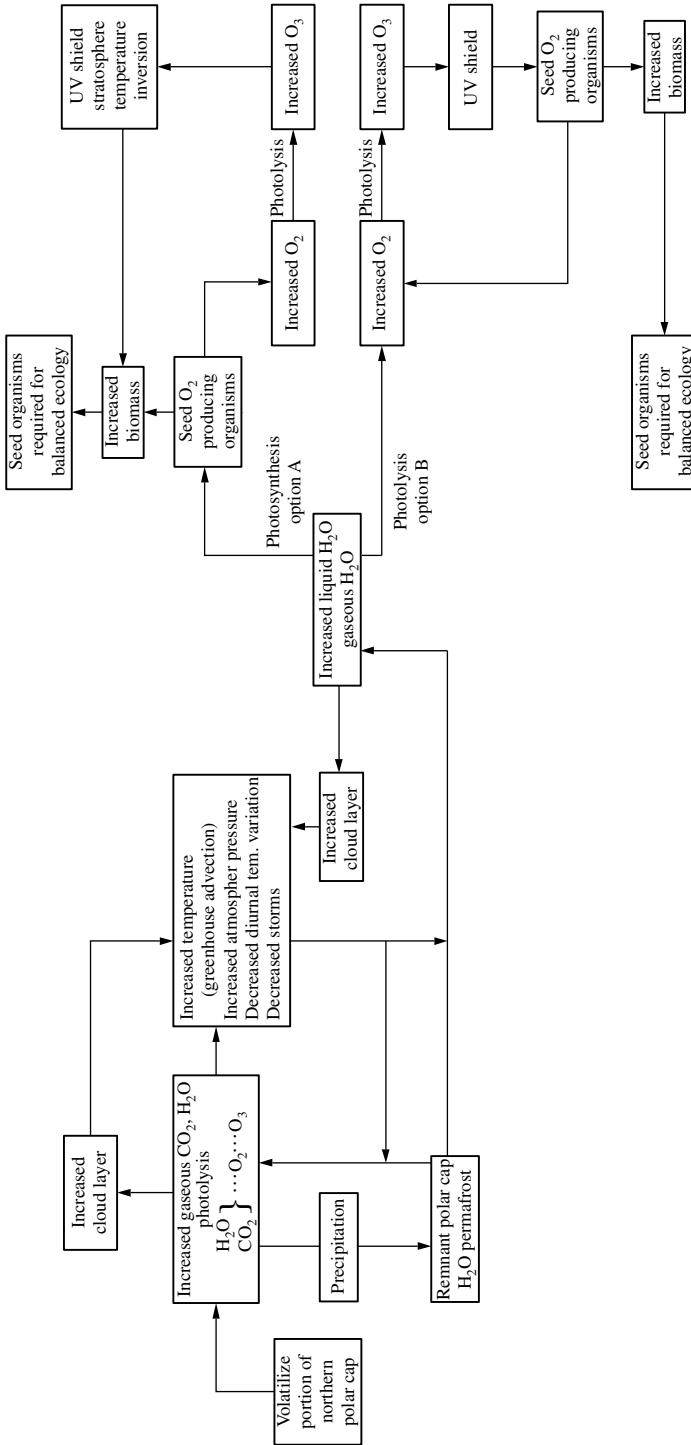 Volatilize
portion of
northern
polar cap
Increased
cloud layer
Increased gaseous CO₂, H₂O
photolysis
H₂O
CO₂ } ···O₂···O₃
Precipitation
Remnant polar cap
H₂O permafrost
Increased temperature
(greenhouse advection)
Increased atmospher pressure
Decreased diurnal tem. variation
Decreased storms
Increased
cloud layer
Increased liquid H₂O
gaseous H₂O
Photosynthesis
option A
Photolysis
option B
Seed organisms
required for
balanced ecology
Increased
biomass
Seed O₂
producing
organisms
Increased O₂
Photolysis
Increased O₃
UV shield
stratosphere
temperature
inversion
Increased O₂
Photolysis
Increased O₃
UV shield
Seed O₂
producing
organisms
Increased
biomass
Seed organisms
required for
balanced ecology